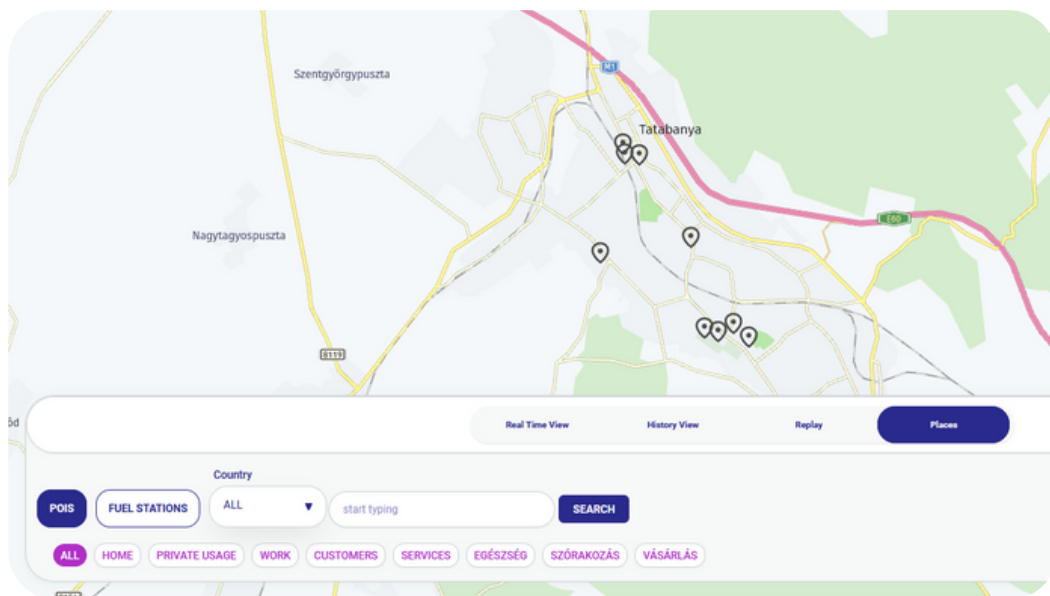 M1
Szentgyörgypuszta
Tatabanya
E60
Nagytagyospuszta
8119
Real Time View
History View
Replay
Places
Country
POIS
FUEL STATIONS
ALL
start typing
SEARCH
ALL
HOME
PRIVATE USAGE
WORK
CUSTOMERS
SERVICES
EGÉSZSÉG
SZÓRAKOZÁS
VÁSÁRLÁS